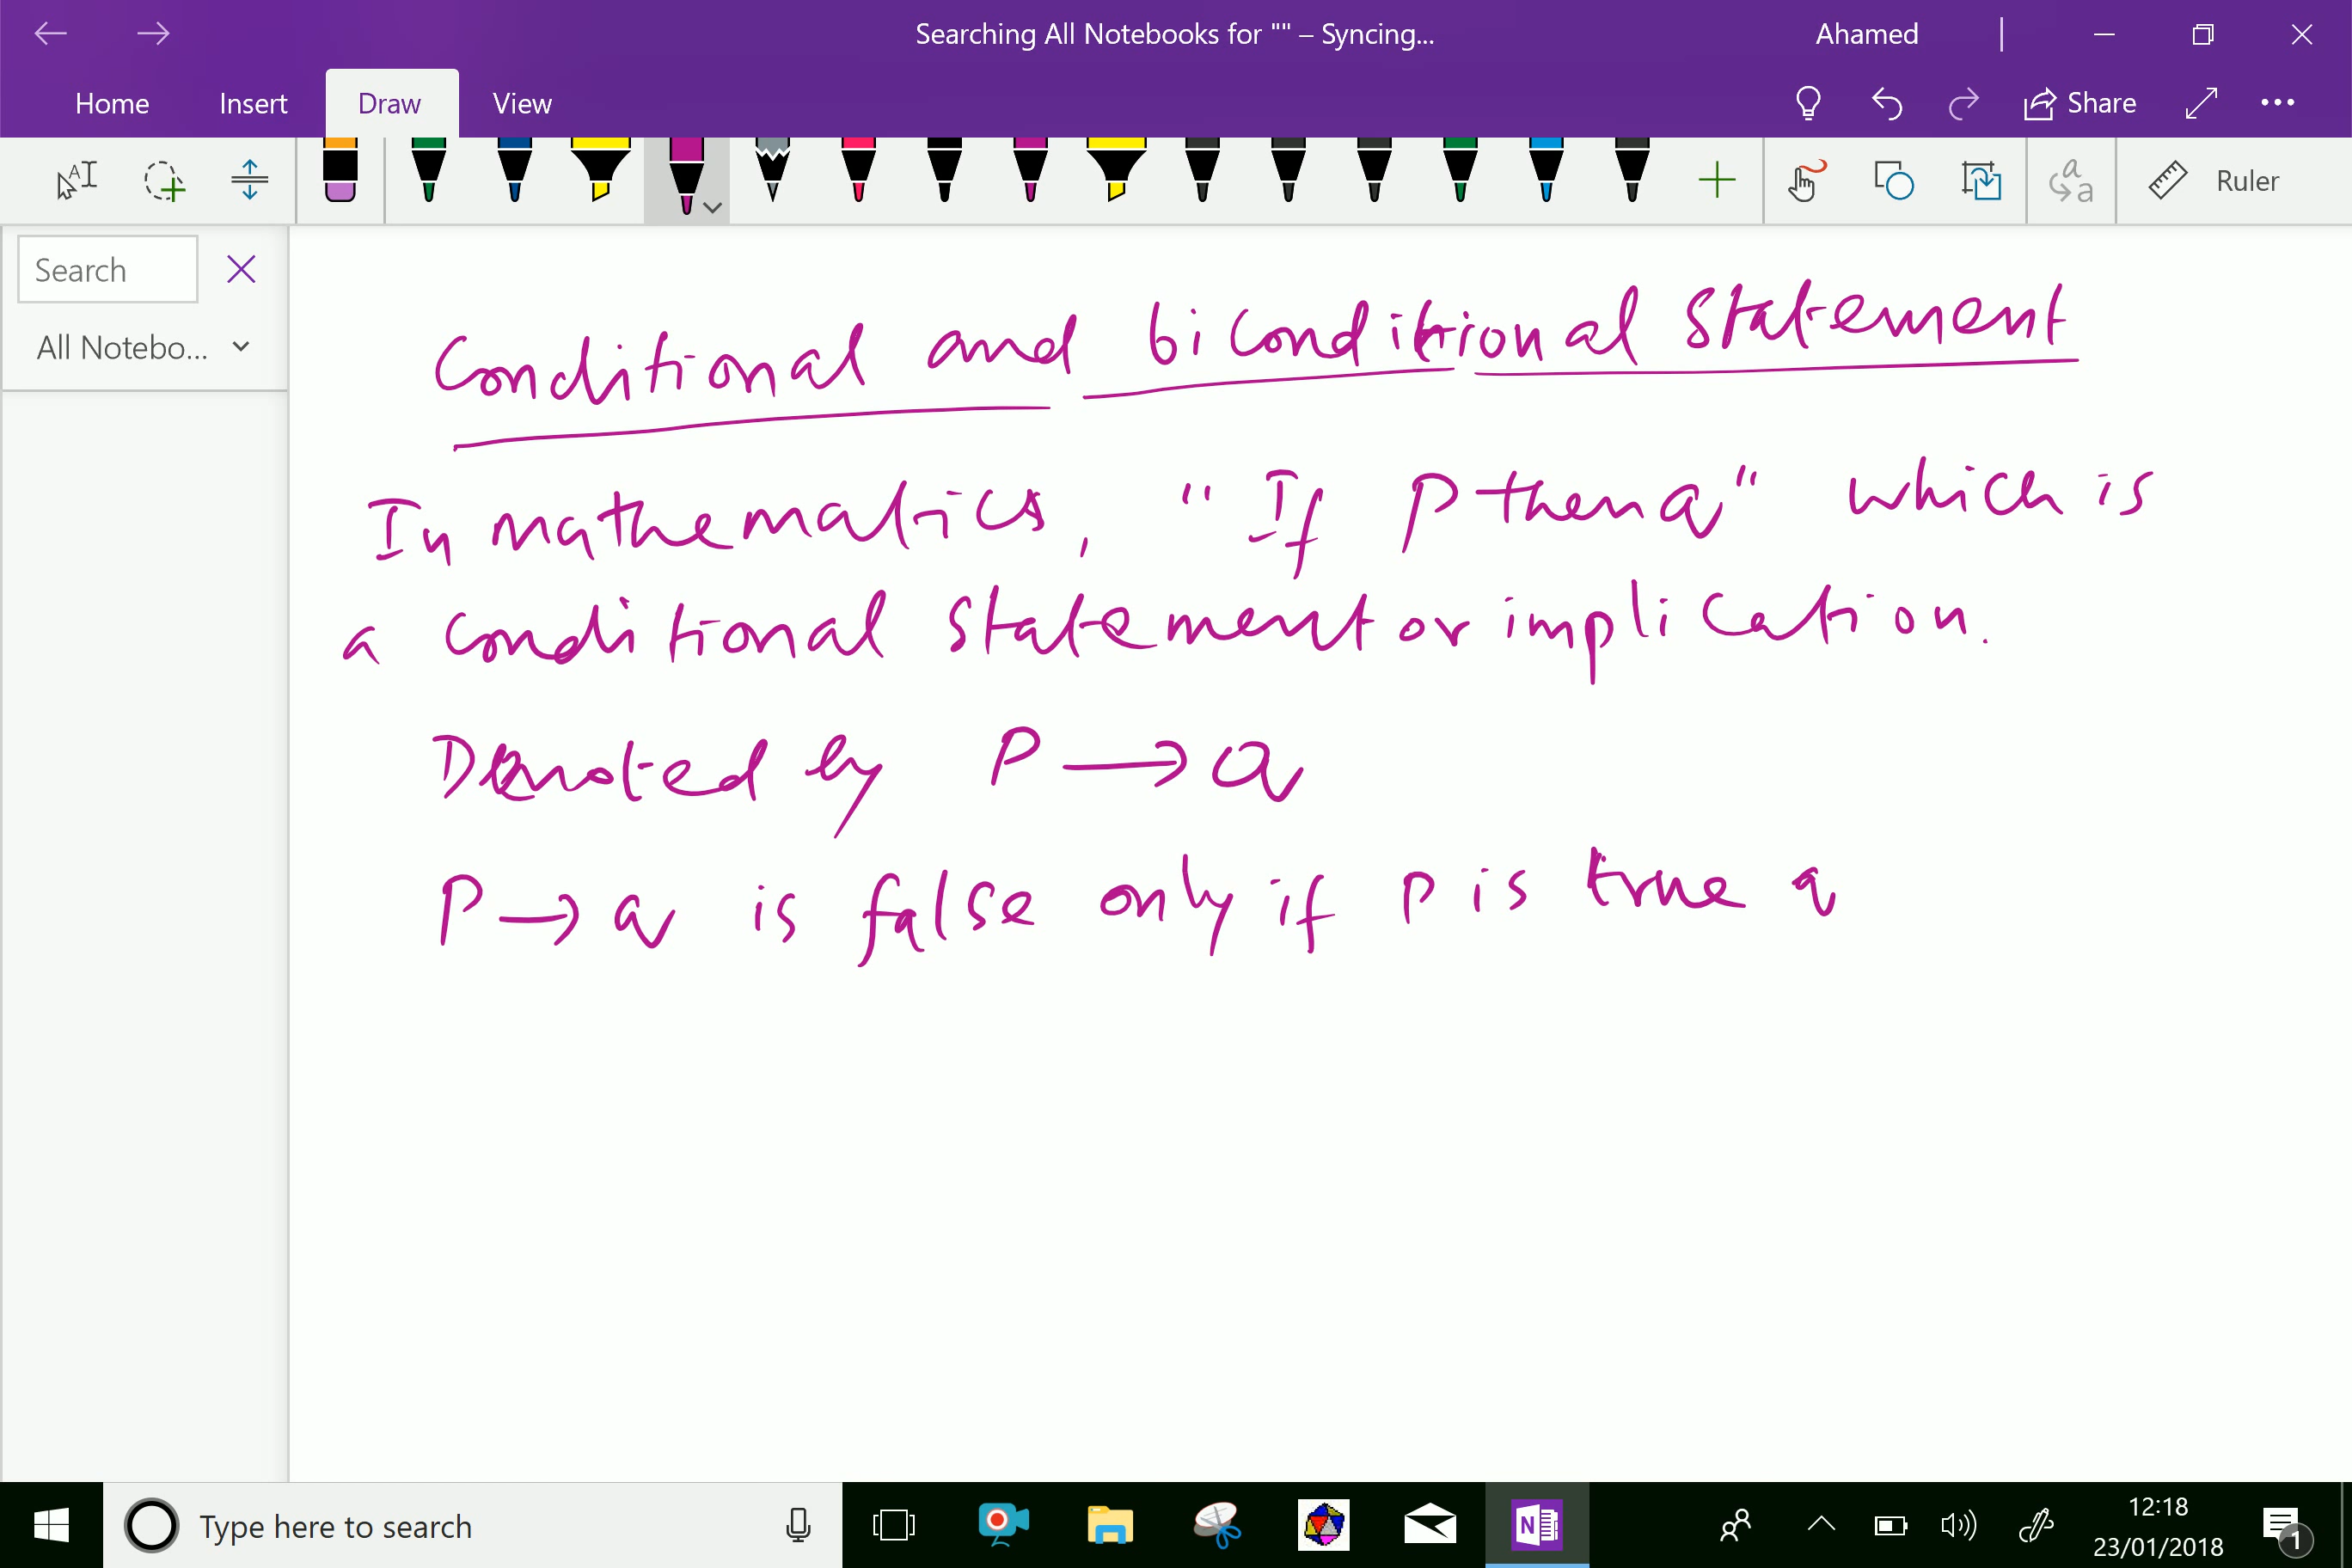 Searching All Notebooks for "" – Syncing...
Ahamed
Home Insert Draw View
Share
Ruler
Search
All Notebo...
Conditional and biconditional statement
In mathematics, "If P then q" which is
a conditional statement or implication.
Denoted by P → q
P → q is false only if P is true q
Type here to search
N
12:18
23/01/2018
1